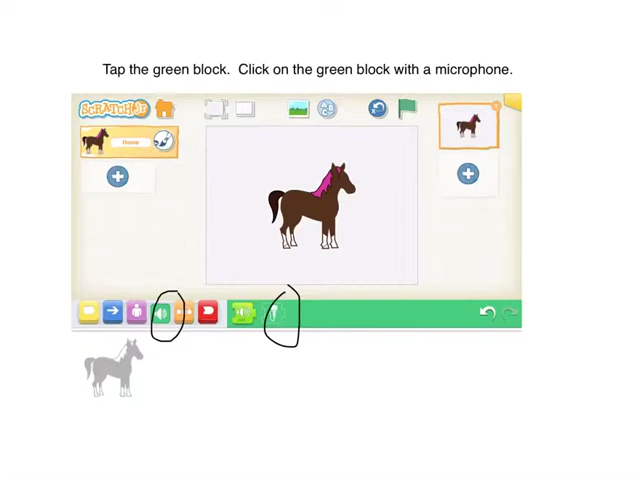 Tap the green block.  Click on the green block with a microphone.
SCRATCHJr
Horse